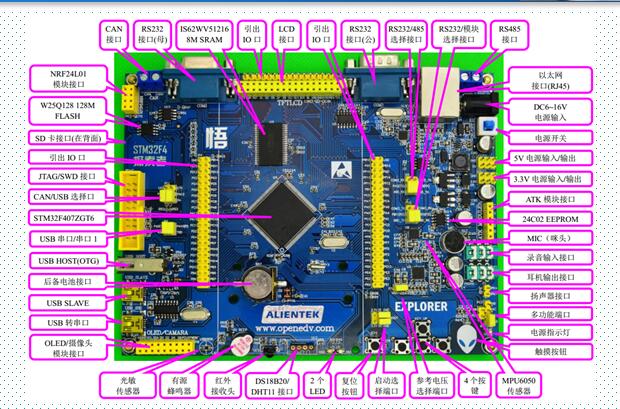 CAN
接口
RS232
接口(母)
IS62WV51216
8M SRAM
引出
IO 口
LCD
接口
引出
IO 口
RS232
接口(公)
RS232/485
选择接口
RS232/模块
选择接口
RS485
接口
NRF24L01
模块接口
W25Q128 128M
FLASH
SD 卡接口(在背面)
引出 IO 口
JTAG/SWD 接口
CAN/USB 选择口
STM32F407ZGT6
USB 串口/串口 1
USB HOST(OTG)
后备电池接口
USB SLAVE
USB 转串口
OLED/摄像头
模块接口
以太网
接口(RJ45)
DC6~16V
电源输入
电源开关
5V 电源输入/输出
3.3V 电源输入/输出
ATK 模块接口
24C02 EEPROM
MIC（咪头）
录音输入接口
耳机输出接口
扬声器接口
多功能端口
电源指示灯
触摸按钮
TFTLCD
悟
STM32F4
探索者
ALIENTEK
www.openedv.com
EXPLORER
OLED/CAMARA
光敏
传感器
有源
蜂鸣器
红外
接收头
DS18B20/
DHT11 接口
2 个
LED
复位
按钮
启动选
择端口
参考电压
选择端口
4 个按
键
MPU6050
传感器